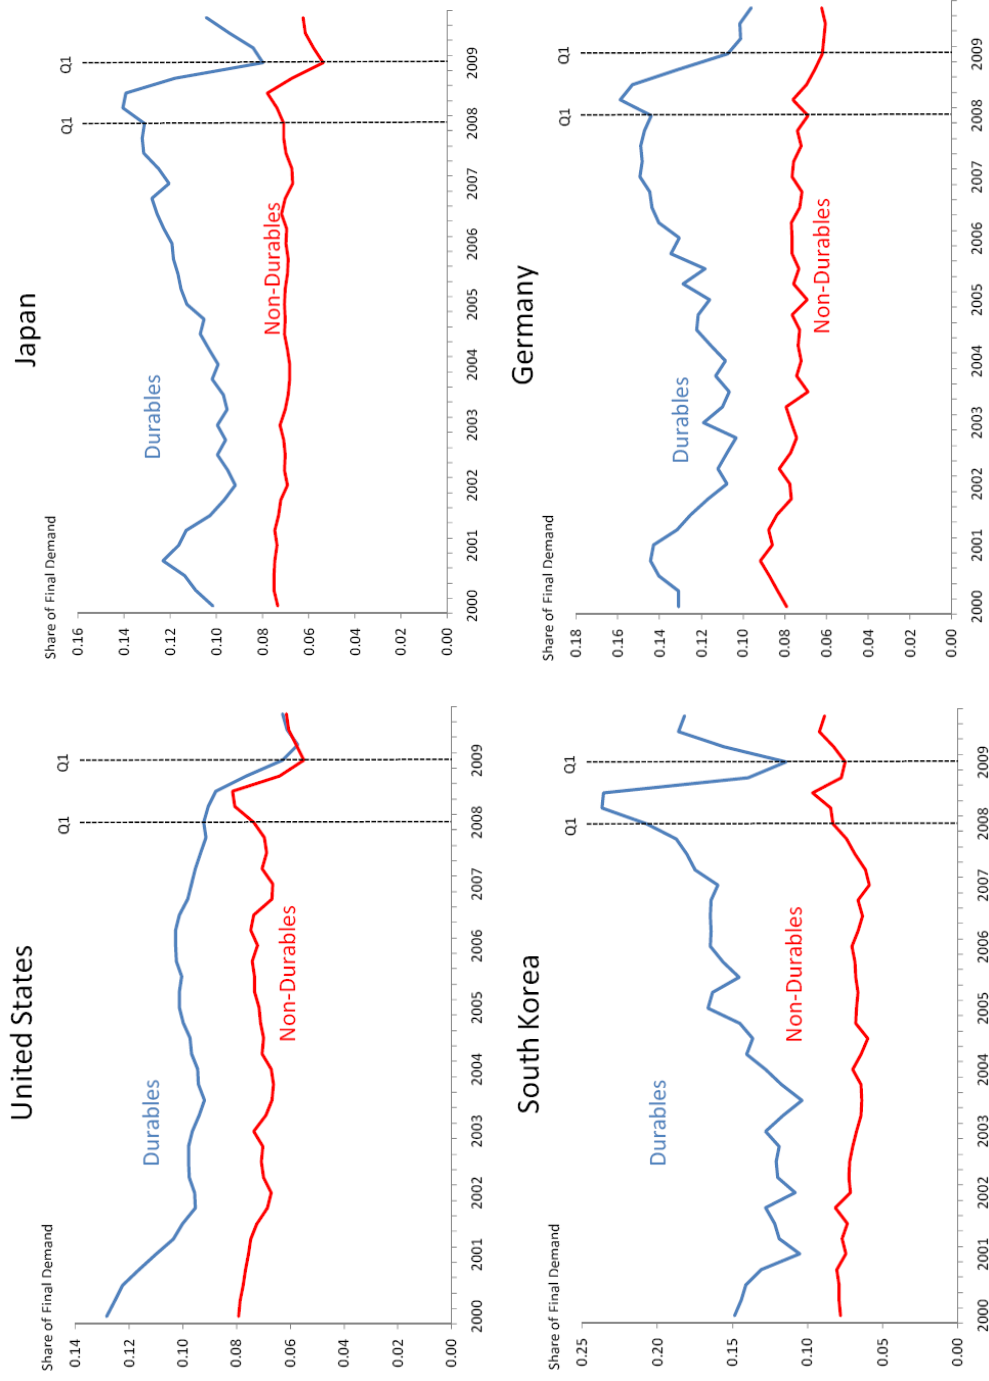 United States
Share of Final Demand
0.14
0.12
0.10
0.08
0.06
0.04
0.02
0.00
Durables
Non-Durables
Q1
Q1
2000 2001 2002 2003 2004 2005 2006 2007 2008 2009
Japan
Share of Final Demand
0.16
0.14
0.12
0.10
0.08
0.06
0.04
0.02
0.00
Durables
Non-Durables
Q1
Q1
2000 2001 2002 2003 2004 2005 2006 2007 2008 2009
South Korea
Share of Final Demand
0.25
0.20
0.15
0.10
0.05
0.00
Durables
Non-Durables
Q1
Q1
2000 2001 2002 2003 2004 2005 2006 2007 2008 2009
Germany
Share of Final Demand
0.18
0.16
0.14
0.12
0.10
0.08
0.06
0.04
0.02
0.00
Durables
Non-Durables
Q1
Q1
2000 2001 2002 2003 2004 2005 2006 2007 2008 2009